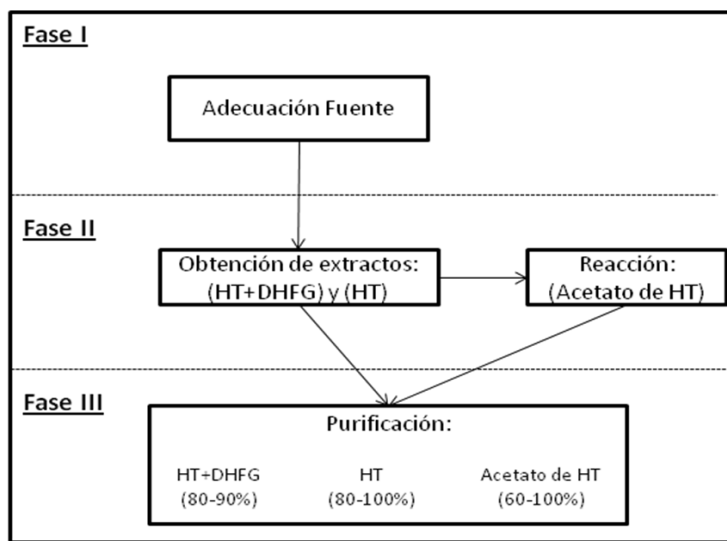 Fase I
Adecuación Fuente
Fase II
Obtención de extractos:
(HT+DHFG) y (HT)
Reacción:
(Acetato de HT)
Fase III
Purificación:
HT+DHFG
(80-90%)
HT
(80-100%)
Acetato de HT
(60-100%)